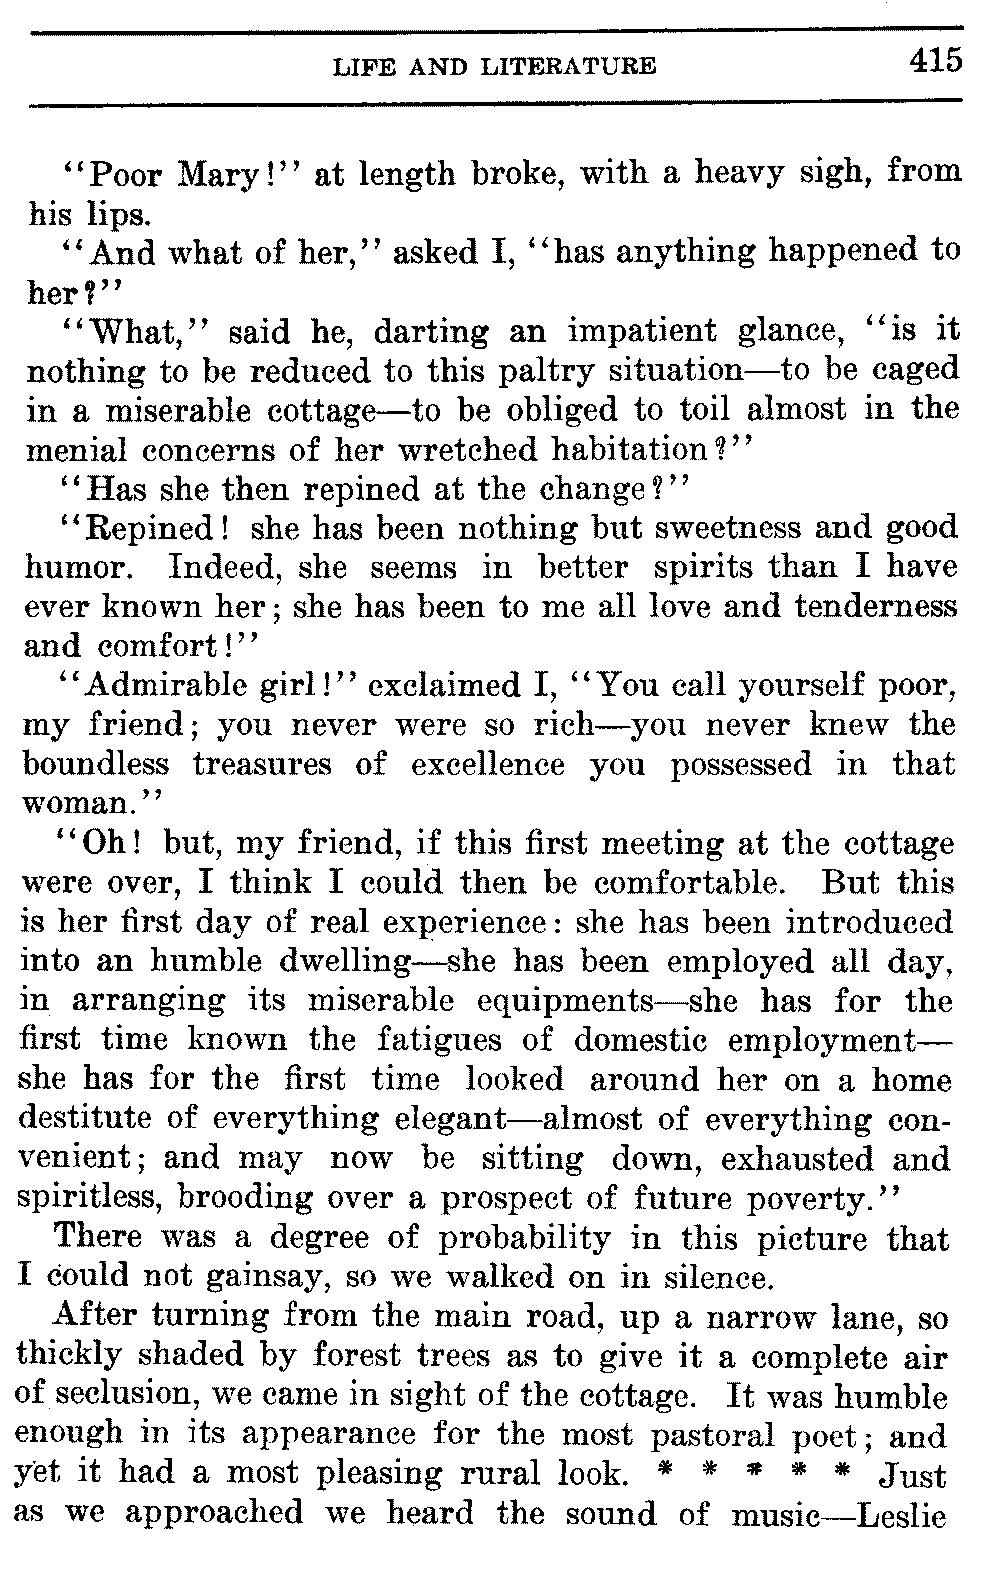 LIFE AND LITERATURE 415
"Poor Mary!" at length broke, with a heavy sigh, from
his lips.
"And what of her," asked I, "has anything happened to
her?"
"What," said he, darting an impatient glance, "is it
nothing to be reduced to this paltry situation—to be caged
in a miserable cottage—to be obliged to toil almost in the
menial concerns of her wretched habitation?"
"Has she then repined at the change?"
"Repined! she has been nothing but sweetness and good
humor. Indeed, she seems in better spirits than I have
ever known her; she has been to me all love and tenderness
and comfort!"
"Admirable girl!" exclaimed I, "You call yourself poor,
my friend; you never were so rich—you never knew the
boundless treasures of excellence you possessed in that
woman."
"Oh! but, my friend, if this first meeting at the cottage
were over, I think I could then be comfortable. But this
is her first day of real experience: she has been introduced
into an humble dwelling—she has been employed all day,
in arranging its miserable equipments—she has for the
first time known the fatigues of domestic employment—
she has for the first time looked around her on a home
destitute of everything elegant—almost of everything con-
venient; and may now be sitting down, exhausted and
spiritless, brooding over a prospect of future poverty."
There was a degree of probability in this picture that
I could not gainsay, so we walked on in silence.
After turning from the main road, up a narrow lane, so
thickly shaded by forest trees as to give it a complete air
of seclusion, we came in sight of the cottage. It was humble
enough in its appearance for the most pastoral poet; and
yet it had a most pleasing rural look. * * * * * Just
as we approached we heard the sound of music—Leslie